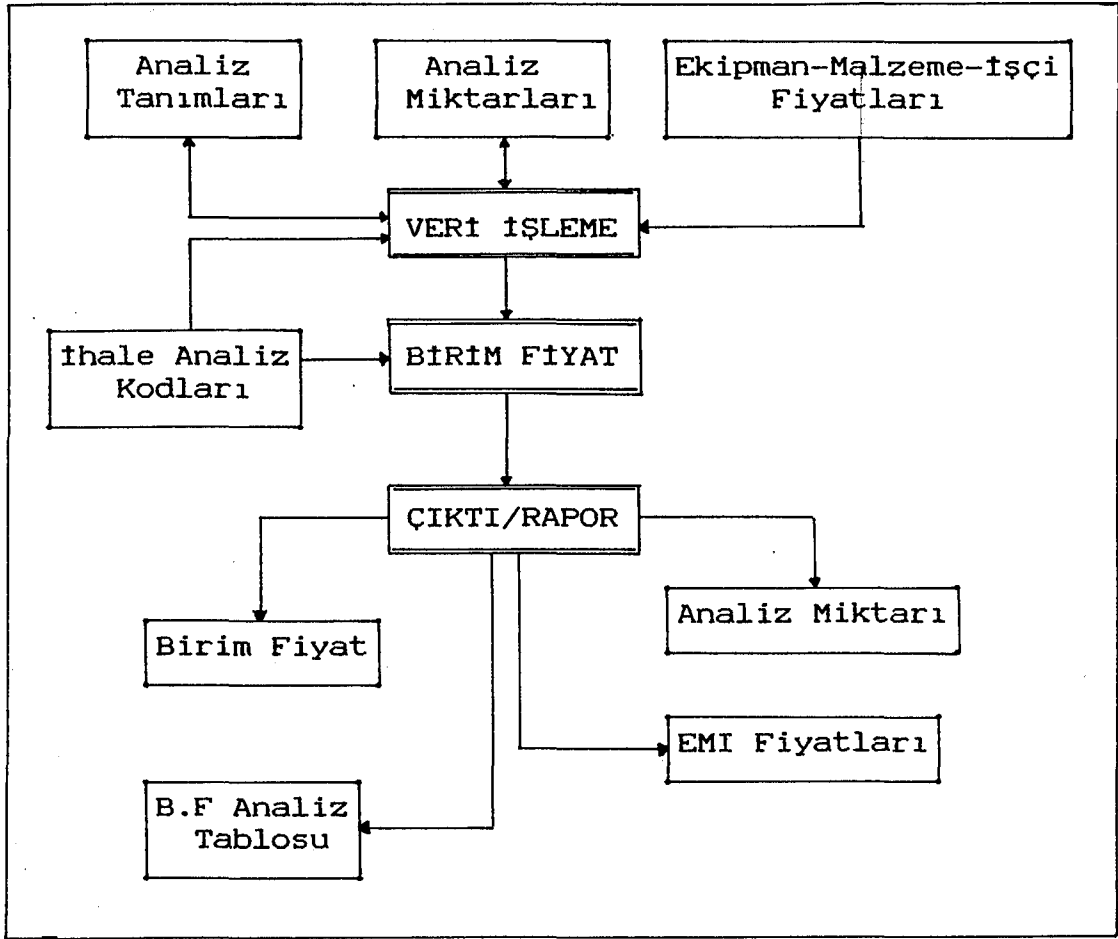 Analiz
Tanımları
Analiz
Miktarları
Ekipman-Malzeme-İşçi
Fiyatları
VERİ İŞLEME
İhale Analiz
Kodları
BİRİM FİYAT
ÇIKTI/RAPOR
Birim Fiyat
Analiz Miktarı
EMI Fiyatları
B.F Analiz
Tablosu